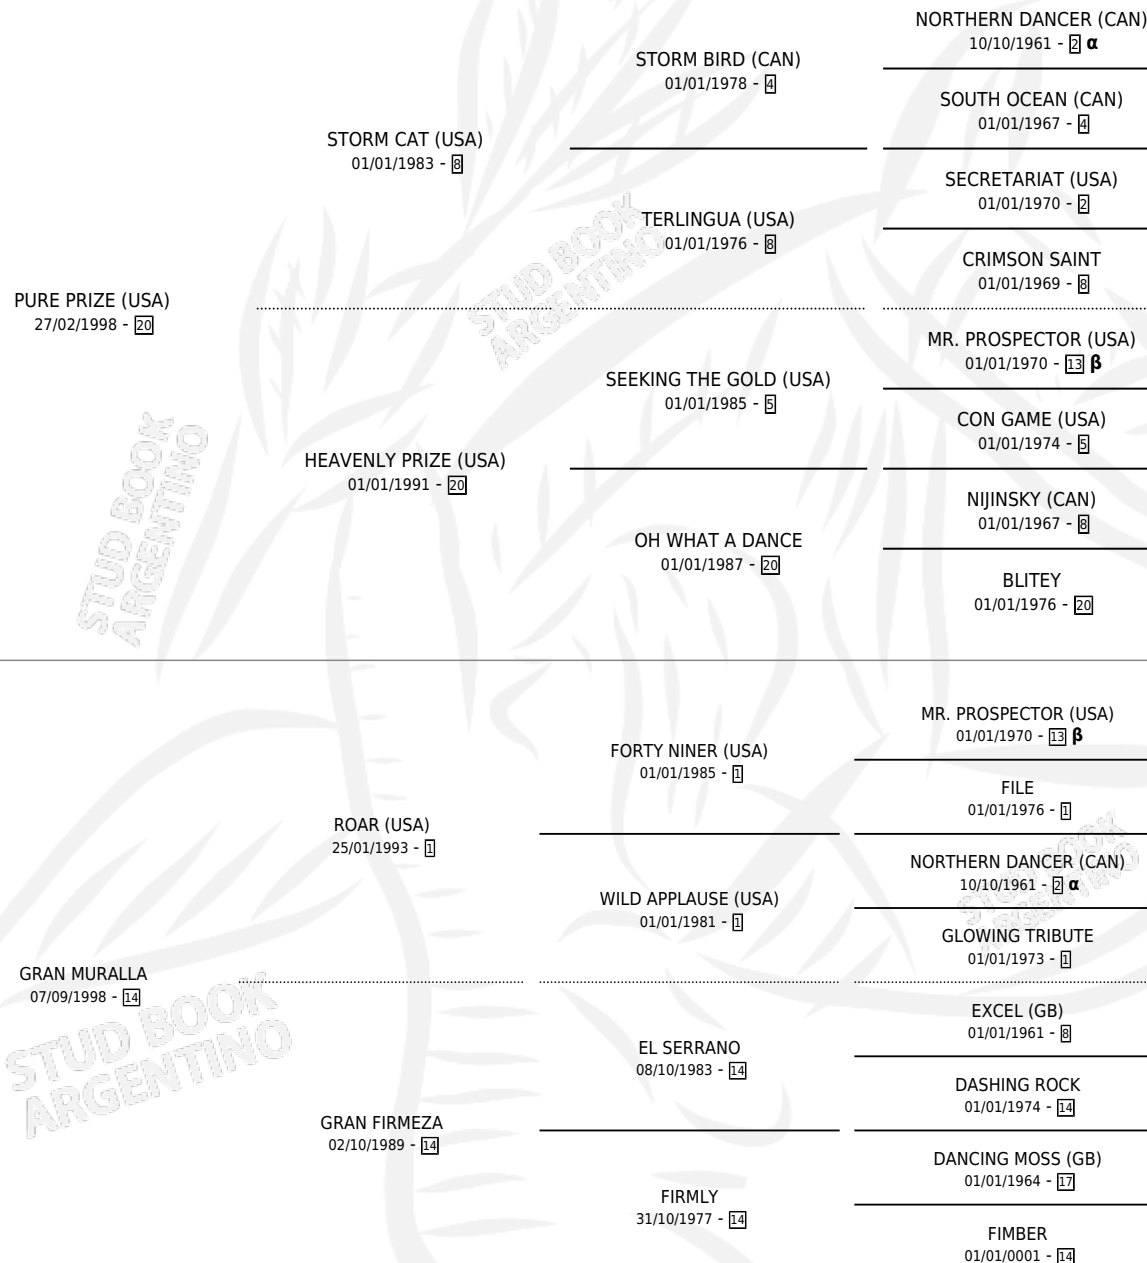 NORTHERN DANCER (CAN)
10/10/1961 - 2 α
STORM BIRD (CAN)
01/01/1978 - 4
SOUTH OCEAN (CAN)
01/01/1967 - 4
STORM CAT (USA)
01/01/1983 - 8
SECRETARIAT (USA)
01/01/1970 - 2
TERLINGUA (USA)
01/01/1976 - 8
CRIMSON SAINT
01/01/1969 - 8
PURE PRIZE (USA)
27/02/1998 - 20
STUD BOOK
ARGENTINO
MR. PROSPECTOR (USA)
01/01/1970 - 13 β
SEEKING THE GOLD (USA)
01/01/1985 - 5
CON GAME (USA)
01/01/1974 - 5
HEAVENLY PRIZE (USA)
01/01/1991 - 20
NIJINSKY (CAN)
01/01/1967 - 8
OH WHAT A DANCE
01/01/1987 - 20
BLITEY
01/01/1976 - 20
STUD BOOK
ARGENTINO
MR. PROSPECTOR (USA)
01/01/1970 - 13 β
FORTY NINER (USA)
01/01/1985 - 1
FILE
01/01/1976 - 1
ROAR (USA)
25/01/1993 - 1
NORTHERN DANCER (CAN)
10/10/1961 - 2 α
WILD APPLAUSE (USA)
01/01/1981 - 1
GLOWING TRIBUTE
01/01/1973 - 1
STUD BOOK
ARGENTINO
GRAN MURALLA
07/09/1998 - 14
EXCEL (GB)
01/01/1961 - 8
EL SERRANO
08/10/1983 - 14
DASHING ROCK
01/01/1974 - 14
STUD BOOK
ARGENTINO
GRAN FIRMEZA
02/10/1989 - 14
DANCING MOSS (GB)
01/01/1964 - 17
FIRMLY
31/10/1977 - 14
FIMBER
01/01/0001 - 14